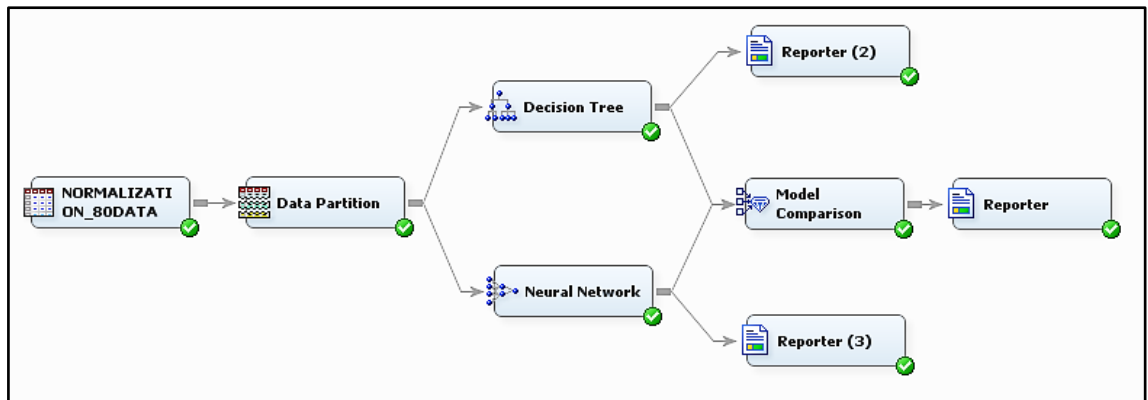 NORMALIZATI
ON_80DATA
Data Partition
Decision Tree
Neural Network
Reporter (2)
Model
Comparison
Reporter
Reporter (3)